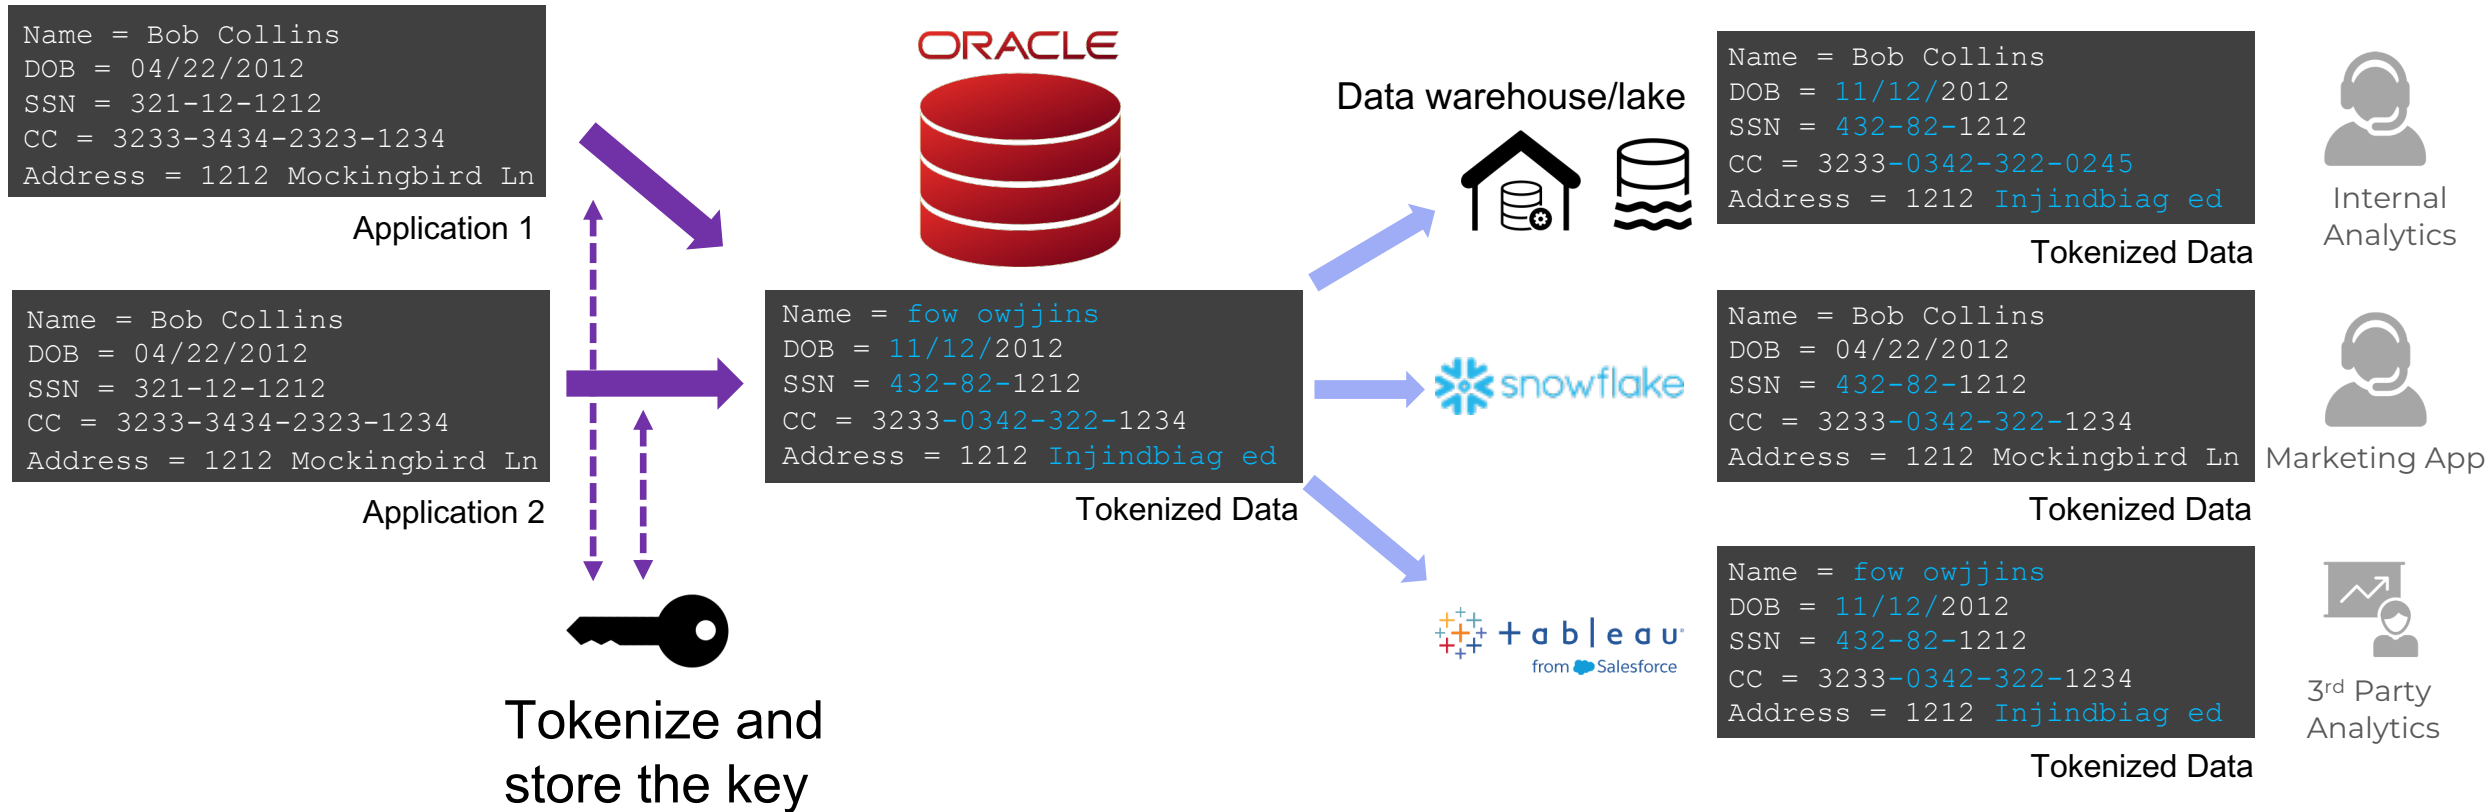 Name = Bob Collins
DOB = 04/22/2012
SSN = 321-12-1212
CC = 3233-3434-2323-1234
Address = 1212 Mockingbird Ln
Application 1
Name = Bob Collins
DOB = 04/22/2012
SSN = 321-12-1212
CC = 3233-3434-2323-1234
Address = 1212 Mockingbird Ln
Application 2
Tokenize and
store the key
ORACLE
Name = fow owjjins
DOB = 11/12/2012
SSN = 432-82-1212
CC = 3233-0342-322-1234
Address = 1212 Injindbiag ed
Tokenized Data
Data warehouse/lake
snowflake
+ableau
from Salesforce
Name = Bob Collins
DOB = 11/12/2012
SSN = 432-82-1212
CC = 3233-0342-322-0245
Address = 1212 Injindbiag ed
Tokenized Data
Internal
Analytics
Name = Bob Collins
DOB = 04/22/2012
SSN = 432-82-1212
CC = 3233-0342-322-1234
Address = 1212 Mockingbird Ln
Tokenized Data
Marketing App
Name = fow owjjins
DOB = 11/12/2012
SSN = 432-82-1212
CC = 3233-0342-322-1234
Address = 1212 Injindbiag ed
Tokenized Data
3rd Party
Analytics